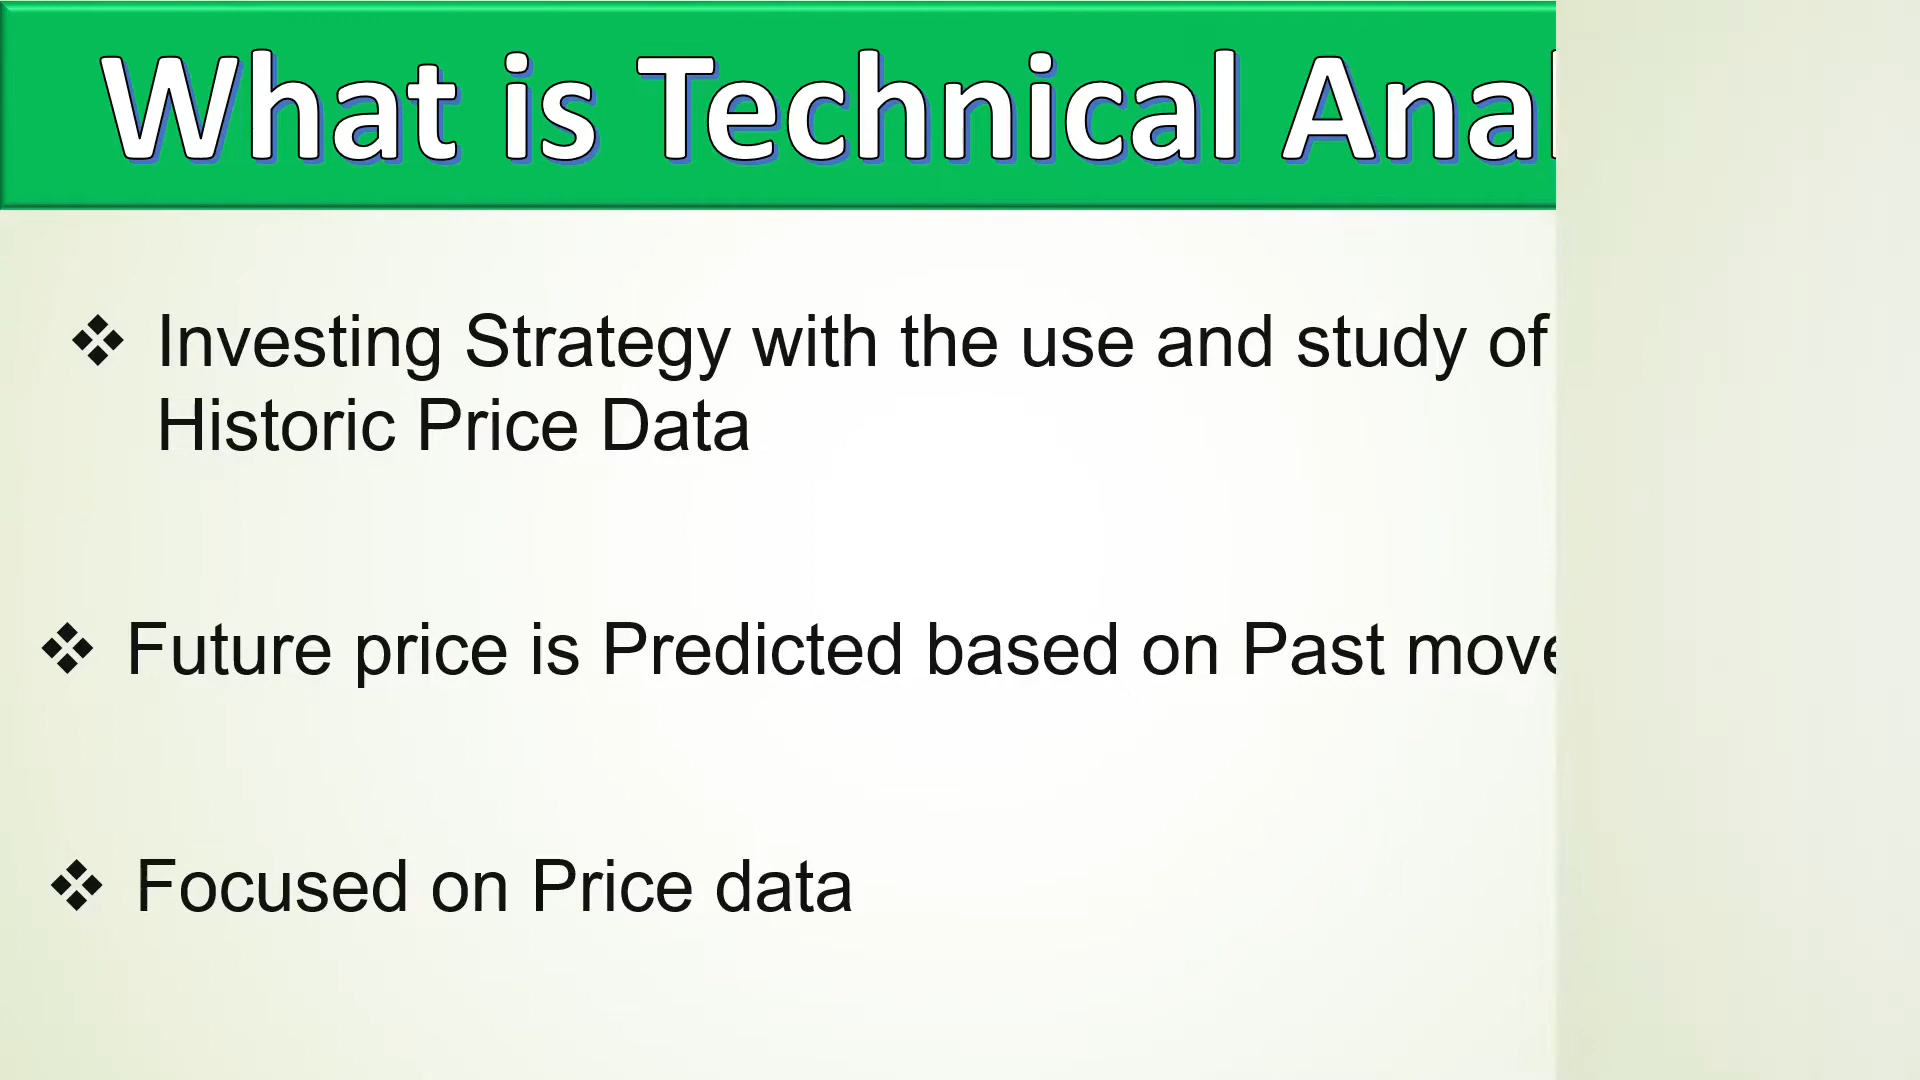 What is Technical Anal
❖ Investing Strategy with the use and study of
Historic Price Data
❖ Future price is Predicted based on Past move
❖ Focused on Price data